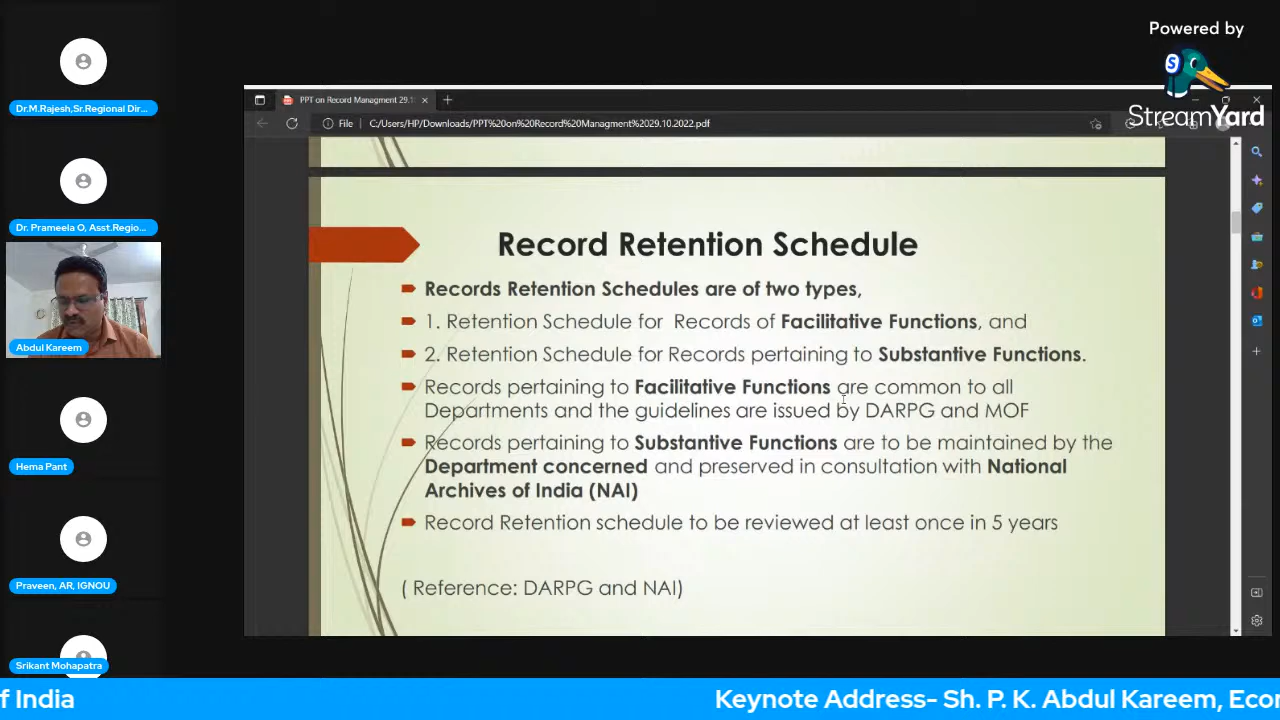 Powered by
StreamYard
Dr.M.Rajesh,Sr.Regional Dir...
Dr. Prameela O, Asst.Regio...
Abdul Kareem
Hema Pant
Praveen, AR, IGNOU
Srikant Mohapatra
PPT on Record Managment 29.1
File
C:/Users/HP/Downloads/PPT%20on%20Record%20Managment%2029.10.2022.pdf
Record Retention Schedule
Records Retention Schedules are of two types,
1. Retention Schedule for Records of Facilitative Functions, and
2. Retention Schedule for Records pertaining to Substantive Functions.
Records pertaining to Facilitative Functions are common to all
Departments and the guidelines are issued by DARPG and MOF
Records pertaining to Substantive Functions are to be maintained by the
Department concerned and preserved in consultation with National
Archives of India (NAI)
Record Retention schedule to be reviewed at least once in 5 years
( Reference: DARPG and NAI)
f India
Keynote Address- Sh. P. K. Abdul Kareem, Econ